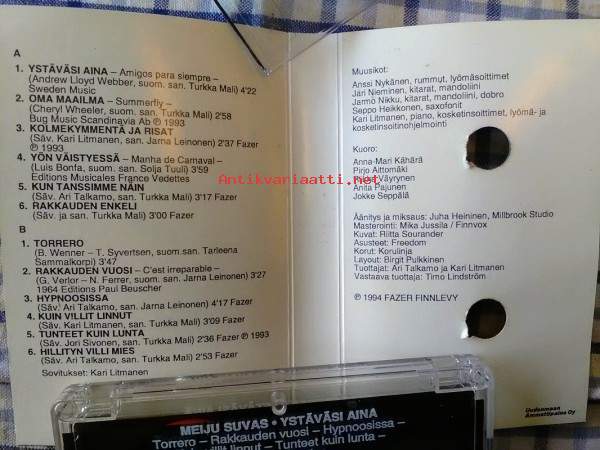 A
1. YSTÄVÄSI AINA – Amigos para siempre –
(Andrew Lloyd Webber, suom. san. Turkka Mali) 4'22
Sweden Music
2. OMA MAAILMA – Summerfly –
(Cheryl Wheeler, suom. san. Turkka Mali) 2'58
Bug Music Scandinavia Ab ℗ 1993
3. KOLMEKYMMENTÄ JA RISAT
(Säv. Kari Litmanen, san. Jarna Leinonen) 2'37 Fazer
℗ 1993
4. YÖN VÄISTYESSÄ – Manha de Carnaval –
(Luis Bonfa, suom. san. Solja Tuuli) 3'59
Editions Musicales France Vedettes
5. KUN TANSSIMME NÄIN
(Säv. Ari Talkamo, san. Turkka Mali) 3'17 Fazer
6. RAKKAUDEN ENKELI
(Säv. ja san. Turkka Mali) 3'00 Fazer
B
1. TORRERO
(B. Wenner – T. Syvertsen, suom.san. Tarleena
Sammalkorpi) 3'47
2. RAKKAUDEN VUOSI – C'est irreparable –
(G. Verlor – N. Ferrer, suom.san. Jarna Leinonen) 3'27
1964 Editions Paul Beuscher
3. HYPNOOSISSA
(Säv. Ari Talkamo, san. Jarna Leinonen) 4'17 Fazer
4. KUIN VILLIT LINNUT
(Säv. Kari Litmanen, san. Turkka Mali) 3'09 Fazer
5. TUNTEET KUIN LUNTA
(Säv. Jori Sivonen, san. Turkka Mali) 2'36 Fazer ℗ 1993
6. HILLITYN VILLI MIES
(Säv. Ari Talkamo, san. Turkka Mali) 2'53 Fazer
Sovitukset: Kari Litmanen
Muusikot:
Anssi Nykänen, rummut, lyömäsoittimet
Jari Nieminen, kitarat, mandoliini
Jarmo Nikku, kitarat, mandoliini, dobro
Seppo Heikkonen, saxofonit
Kari Litmanen, piano, kosketinsoittimet, lyömä- ja
kosketinsoitinohjelmointi
Kuoro:
Anna-Mari Kähärä
Pirjo Aittomäki
Väyrynen
Anita Pajunen
Jokke Seppälä
Äänitys ja miksaus: Juha Heininen, Millbrook Studio
Masterointi: Mika Jussila / Finnvox
Kuvat: Riitta Sourander
Asusteet: Freedom
Korut: Korulinja
Layout: Birgit Pulkkinen
Tuottajat: Ari Talkamo ja Kari Litmanen
Vastaava tuottaja: Timo Lindström
℗ 1994 FAZER FINNLEVY
Uudenmaan
Ammattipaino Oy
Antikvariaatti.net
MEIJU SUVAS • YSTÄVÄSI AINA
Torrero – Rakkauden vuosi – Hypnoosissa –
villit linnut – Tunteet kuin lunta –